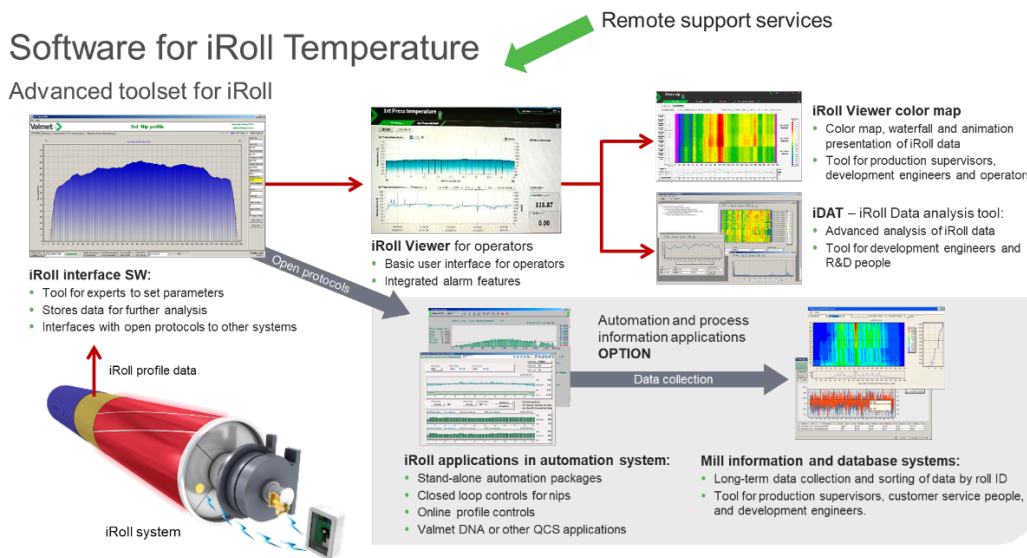 Remote support services
Software for iRoll Temperature
Advanced toolset for iRoll
Valmet
3rd Nip profile
1st Press temperature
118.87
0.00
iRoll Viewer color map
• Color map, waterfall and animation
presentation of iRoll data
• Tool for production supervisors,
development engineers and operators
iDAT – iRoll Data analysis tool:
• Advanced analysis of iRoll data
• Tool for development engineers and
R&D people
iRoll Viewer for operators
• Basic user interface for operators
• Integrated alarm features
iRoll interface SW:
• Tool for experts to set parameters
• Stores data for further analysis
• Interfaces with open protocols to other systems
Open protocols
iRoll profile data
Automation and process
information applications
OPTION
Data collection
iRoll system
iRoll applications in automation system:
• Stand-alone automation packages
• Closed loop controls for nips
• Online profile controls
• Valmet DNA or other QCS applications
Mill information and database systems:
• Long-term data collection and sorting of data by roll ID
• Tool for production supervisors, customer service people,
and development engineers.